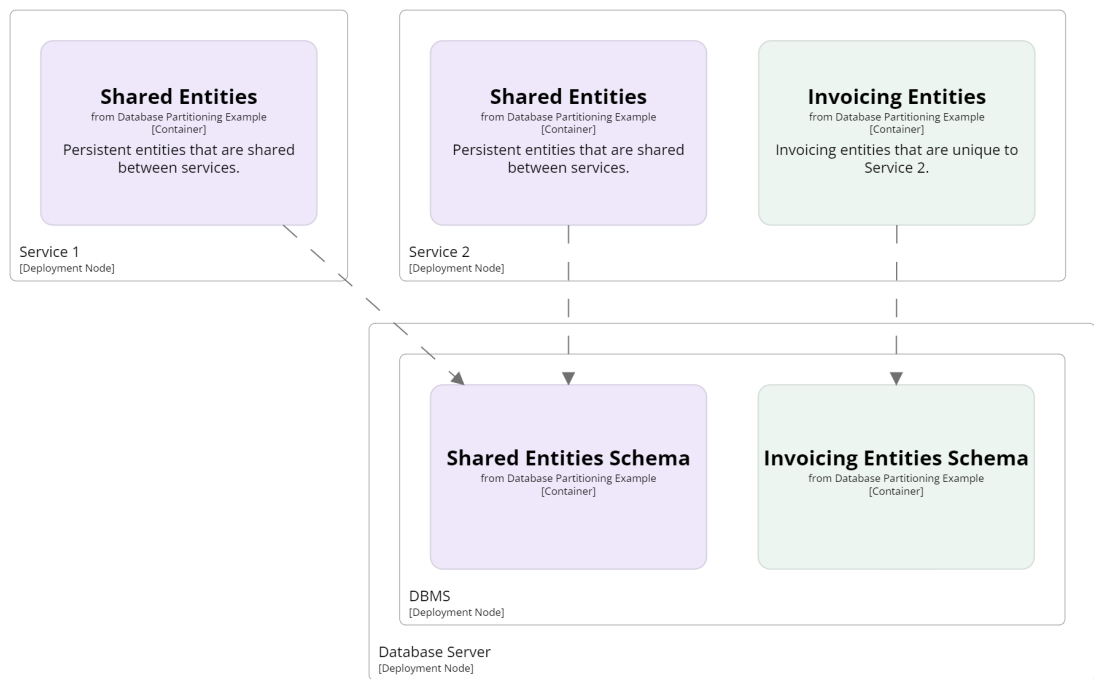 Shared Entities
from Database Partitioning Example
[Container]
Persistent entities that are shared
between services.
Service 1
[Deployment Node]
Shared Entities
from Database Partitioning Example
[Container]
Persistent entities that are shared
between services.
Invoicing Entities
from Database Partitioning Example
[Container]
Invoicing entities that are unique to
Service 2.
Service 2
[Deployment Node]
Shared Entities Schema
from Database Partitioning Example
[Container]
Invoicing Entities Schema
from Database Partitioning Example
[Container]
DBMS
[Deployment Node]
Database Server
[Deployment Node]